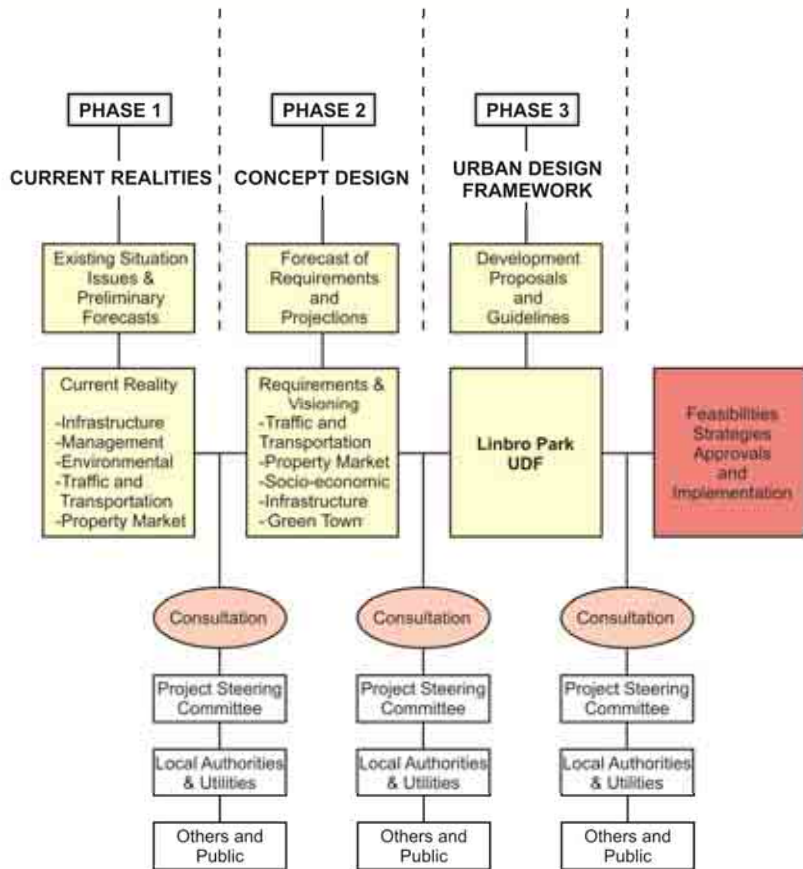 PHASE 1
CURRENT REALITIES
Existing Situation
Issues &
Preliminary
Forecasts
Current Reality
-Infrastructure
-Management
-Environmental
-Traffic and
Transportation
-Property Market
PHASE 2
CONCEPT DESIGN
Forecast of
Requirements
and
Projections
Requirements &
Visioning
-Traffic and
Transportation
-Property Market
-Socio-economic
-Infrastructure
-Green Town
PHASE 3
URBAN DESIGN
FRAMEWORK
Development
Proposals
and
Guidelines
Linbro Park
UDF
Feasibilities
Strategies
Approvals
and
Implementation
Consultation
Project Steering
Committee
Local Authorities
& Utilities
Others and
Public
Consultation
Project Steering
Committee
Local Authorities
& Utilities
Others and
Public
Consultation
Project Steering
Committee
Local Authorities
& Utilities
Others and
Public